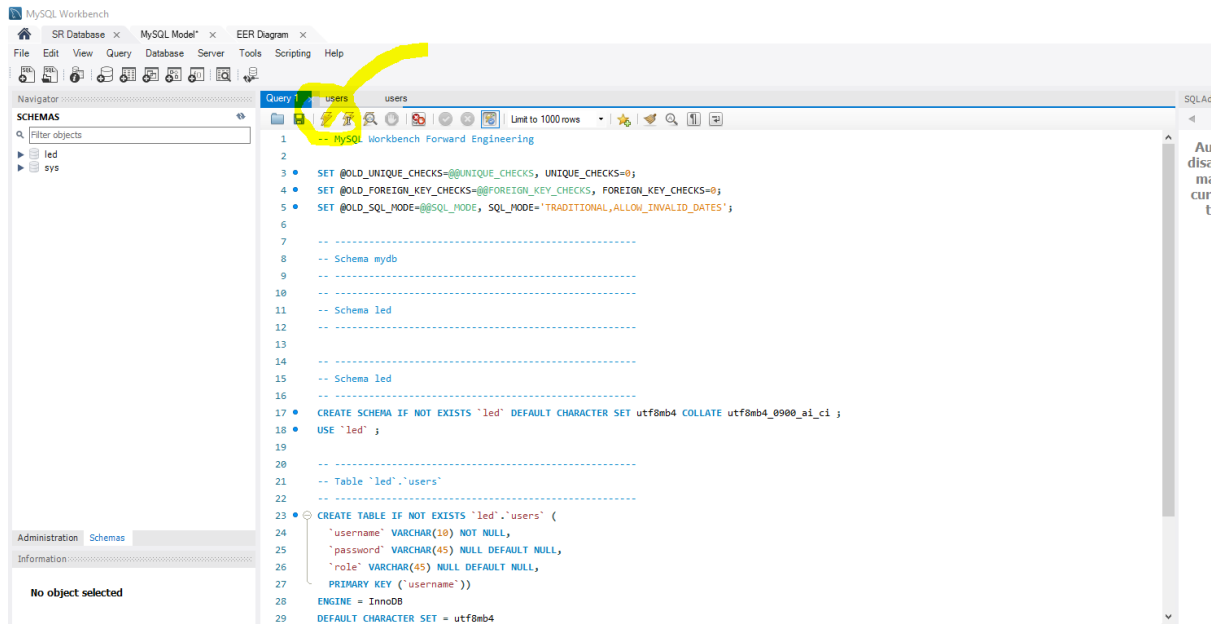 MySQL Workbench
SR Database × MySQL Model* × EER Diagram ×
File Edit View Query Database Server Tools Scripting Help
Navigator
SCHEMAS
Filter objects
led
sys
Administration Schemas
Information
No object selected
Query 1 users users
Limit to 1000 rows
1 -- MySQL Workbench Forward Engineering
2
3 SET @OLD_UNIQUE_CHECKS=@@UNIQUE_CHECKS, UNIQUE_CHECKS=0;
4 SET @OLD_FOREIGN_KEY_CHECKS=@@FOREIGN_KEY_CHECKS, FOREIGN_KEY_CHECKS=0;
5 SET @OLD_SQL_MODE=@@SQL_MODE, SQL_MODE='TRADITIONAL,ALLOW_INVALID_DATES';
6
7 -- -----------------------------------------------------
8 -- Schema mydb
9 -- -----------------------------------------------------
10 -- -----------------------------------------------------
11 -- Schema led
12 -- -----------------------------------------------------
13
14 -- -----------------------------------------------------
15 -- Schema led
16 -- -----------------------------------------------------
17 CREATE SCHEMA IF NOT EXISTS `led` DEFAULT CHARACTER SET utf8mb4 COLLATE utf8mb4_0900_ai_ci ;
18 USE `led` ;
19
20 -- -----------------------------------------------------
21 -- Table `led`.`users`
22 -- -----------------------------------------------------
23 CREATE TABLE IF NOT EXISTS `led`.`users` (
24 `username` VARCHAR(10) NOT NULL,
25 `password` VARCHAR(45) NULL DEFAULT NULL,
26 `role` VARCHAR(45) NULL DEFAULT NULL,
27 PRIMARY KEY (`username`))
28 ENGINE = InnoDB
29 DEFAULT CHARACTER SET = utf8mb4
SQLAd
Au
disa
ma
cur
t